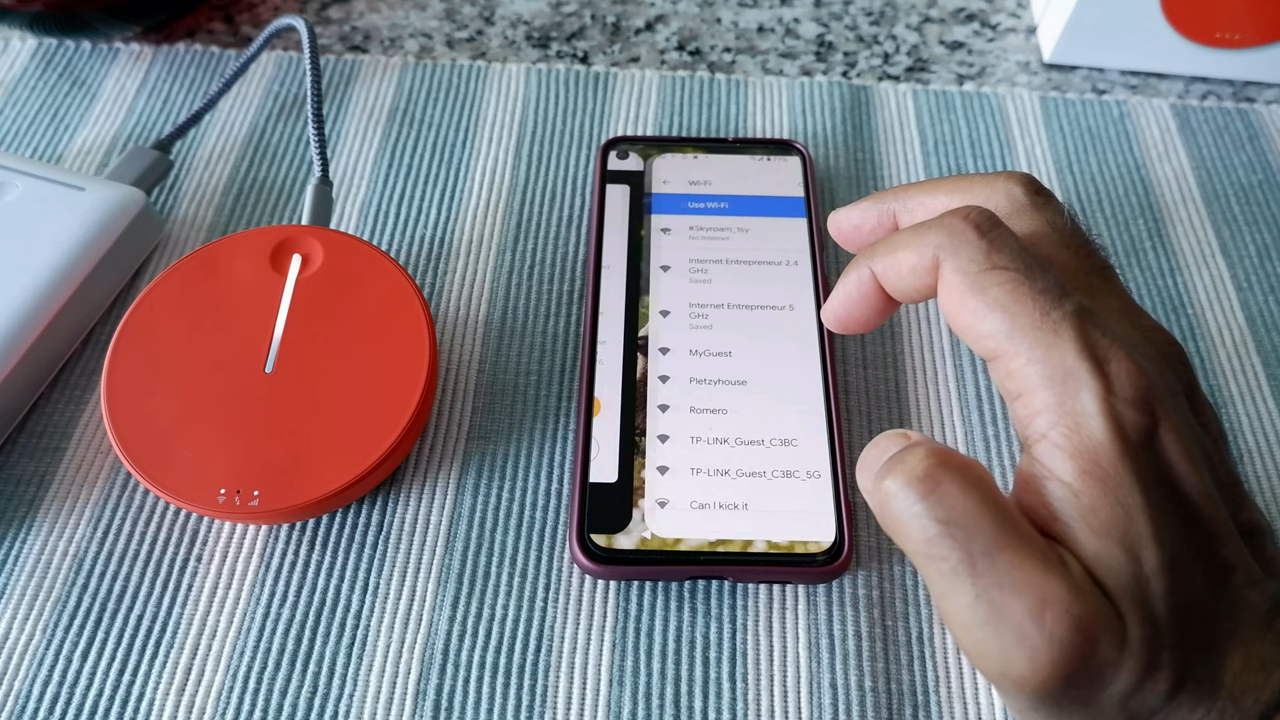 Wi-Fi
Use Wi-Fi
#Skyroam_1sy
No Internet
Internet Entrepreneur 2.4
GHz
Saved
Internet Entrepreneur 5
GHz
Saved
MyGuest
Pletzyhouse
Romero
TP-LINK_Guest_C3BC
TP-LINK_Guest_C3BC_5G
Can I kick it